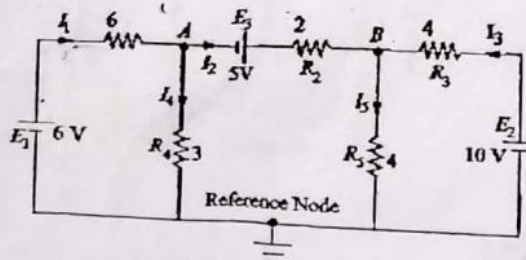 I₁ 6 A E₃ 2 B 4 I₃
I₂ 5V R₂ R₃
I₄ I₅
E₁ 6 V R₄ 3 R₅ 4 E₂
10 V
Reference Node